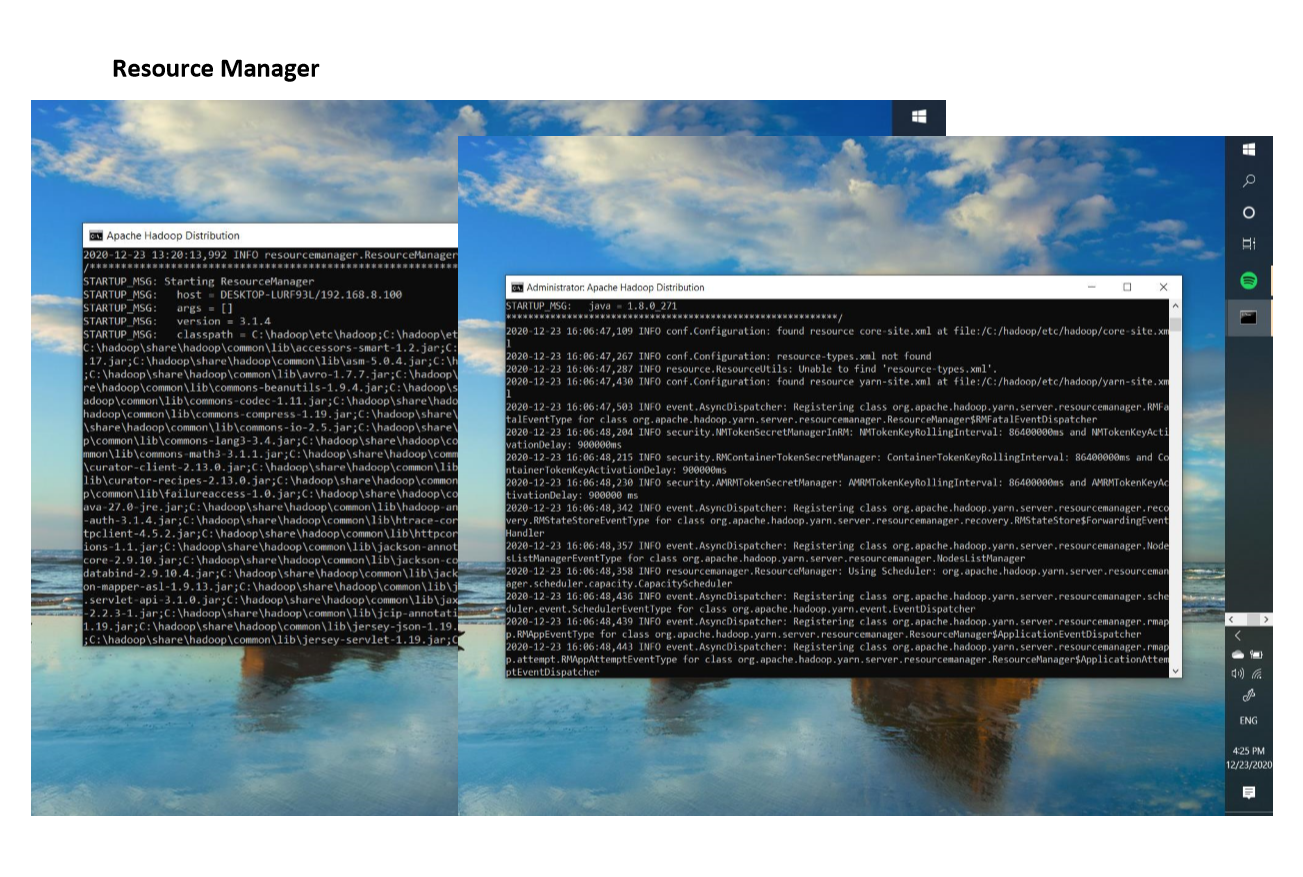 Resource Manager
Apache Hadoop Distribution
2020-12-23 13:20:13,992 INFO resourcemanager.ResourceManager
/************************************************************
STARTUP_MSG: Starting ResourceManager
STARTUP_MSG:   host = DESKTOP-LURF93L/192.168.8.100
STARTUP_MSG:   args = []
STARTUP_MSG:   version = 3.1.4
STARTUP_MSG:   classpath = C:\hadoop\etc\hadoop;C:\hadoop\et
C:\hadoop\share\hadoop\common\lib\accessors-smart-1.2.jar;C:
.17.jar;C:\hadoop\share\hadoop\common\lib\asm-5.0.4.jar;C:\h
;C:\hadoop\share\hadoop\common\lib\avro-1.7.7.jar;C:\hadoop\
re\hadoop\common\lib\commons-beanutils-1.9.4.jar;C:\hadoop\s
adoop\common\lib\commons-codec-1.11.jar;C:\hadoop\share\hado
hadoop\common\lib\commons-compress-1.19.jar;C:\hadoop\share\
\share\hadoop\common\lib\commons-io-2.5.jar;C:\hadoop\share\
p\common\lib\commons-lang3-3.4.jar;C:\hadoop\share\hadoop\co
mmon\lib\commons-math3-3.1.1.jar;C:\hadoop\share\hadoop\comm
\curator-client-2.13.0.jar;C:\hadoop\share\hadoop\common\lib
lib\curator-recipes-2.13.0.jar;C:\hadoop\share\hadoop\common
p\common\lib\failureaccess-1.0.jar;C:\hadoop\share\hadoop\co
ava-27.0-jre.jar;C:\hadoop\share\hadoop\common\lib\hadoop-an
-auth-3.1.4.jar;C:\hadoop\share\hadoop\common\lib\htrace-cor
tpclient-4.5.2.jar;C:\hadoop\share\hadoop\common\lib\httpcor
ions-1.1.jar;C:\hadoop\share\hadoop\common\lib\jackson-annot
core-2.9.10.jar;C:\hadoop\share\hadoop\common\lib\jackson-co
databind-2.9.10.4.jar;C:\hadoop\share\hadoop\common\lib\jack
on-mapper-asl-1.9.13.jar;C:\hadoop\share\hadoop\common\lib\j
.servlet-api-3.1.0.jar;C:\hadoop\share\hadoop\common\lib\jax
-2.2.3-1.jar;C:\hadoop\share\hadoop\common\lib\jcip-annotati
1.19.jar;C:\hadoop\share\hadoop\common\lib\jersey-json-1.19.
;C:\hadoop\share\hadoop\common\lib\jersey-servlet-1.19.jar;C
Administrator: Apache Hadoop Distribution
STARTUP_MSG:   java = 1.8.0_271
************************************************************/
2020-12-23 16:06:47,109 INFO conf.Configuration: found resource core-site.xml at file:/C:/hadoop/etc/hadoop/core-site.xm
l
2020-12-23 16:06:47,267 INFO conf.Configuration: resource-types.xml not found
2020-12-23 16:06:47,287 INFO resource.ResourceUtils: Unable to find 'resource-types.xml'.
2020-12-23 16:06:47,430 INFO conf.Configuration: found resource yarn-site.xml at file:/C:/hadoop/etc/hadoop/yarn-site.xm
l
2020-12-23 16:06:47,503 INFO event.AsyncDispatcher: Registering class org.apache.hadoop.yarn.server.resourcemanager.RMFa
talEventType for class org.apache.hadoop.yarn.server.resourcemanager.ResourceManager$RMFatalEventDispatcher
2020-12-23 16:06:48,204 INFO security.NMTokenSecretManagerInRM: NMTokenKeyRollingInterval: 86400000ms and NMTokenKeyActi
vationDelay: 900000ms
2020-12-23 16:06:48,215 INFO security.RMContainerTokenSecretManager: ContainerTokenKeyRollingInterval: 86400000ms and Co
ntainerTokenKeyActivationDelay: 900000ms
2020-12-23 16:06:48,230 INFO security.AMRMTokenSecretManager: AMRMTokenKeyRollingInterval: 86400000ms and AMRMTokenKeyAc
tivationDelay: 900000 ms
2020-12-23 16:06:48,342 INFO event.AsyncDispatcher: Registering class org.apache.hadoop.yarn.server.resourcemanager.reco
very.RMStateStoreEventType for class org.apache.hadoop.yarn.server.resourcemanager.recovery.RMStateStore$ForwardingEvent
Handler
2020-12-23 16:06:48,357 INFO event.AsyncDispatcher: Registering class org.apache.hadoop.yarn.server.resourcemanager.Node
sListManagerEventType for class org.apache.hadoop.yarn.server.resourcemanager.NodesListManager
2020-12-23 16:06:48,358 INFO resourcemanager.ResourceManager: Using Scheduler: org.apache.hadoop.yarn.server.resourceman
ager.scheduler.capacity.CapacityScheduler
2020-12-23 16:06:48,436 INFO event.AsyncDispatcher: Registering class org.apache.hadoop.yarn.server.resourcemanager.sche
duler.event.SchedulerEventType for class org.apache.hadoop.yarn.event.EventDispatcher
2020-12-23 16:06:48,439 INFO event.AsyncDispatcher: Registering class org.apache.hadoop.yarn.server.resourcemanager.rmap
p.RMAppEventType for class org.apache.hadoop.yarn.server.resourcemanager.ResourceManager$ApplicationEventDispatcher
2020-12-23 16:06:48,443 INFO event.AsyncDispatcher: Registering class org.apache.hadoop.yarn.server.resourcemanager.rmap
p.attempt.RMAppAttemptEventType for class org.apache.hadoop.yarn.server.resourcemanager.ResourceManager$ApplicationAttem
ptEventDispatcher
ENG
4:25 PM
12/23/2020